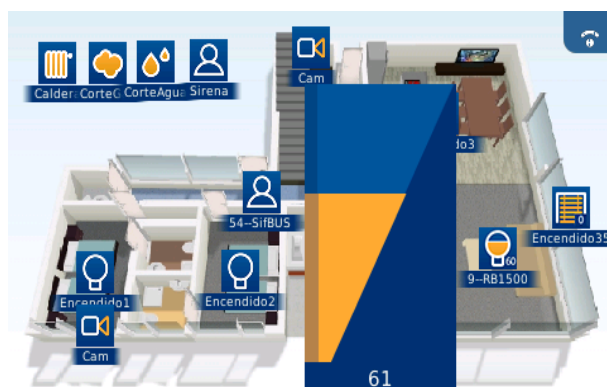 Cam
Calder
CorteG
CorteAgua
Sirena
do3
54--SifBUS
0
Encendido35
60
9--RB1500
Encendido1
Encendido2
Cam
61